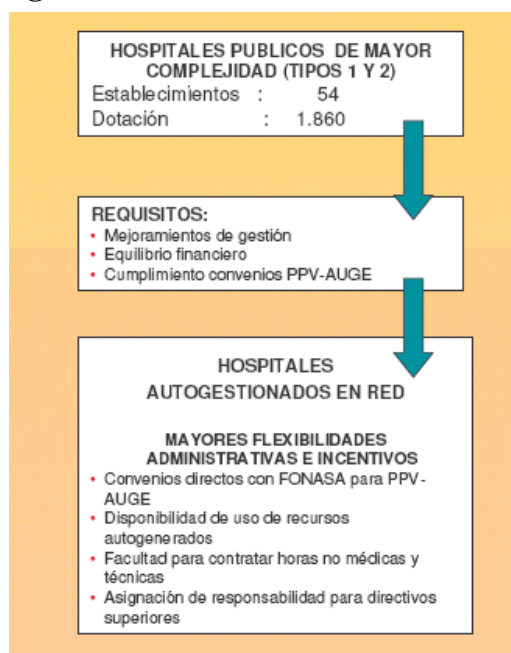 HOSPITALES PUBLICOS DE MAYOR
COMPLEJIDAD (TIPOS 1 Y 2)
Establecimientos : 54
Dotación : 1.860
REQUISITOS:
• Mejoramientos de gestión
• Equilibrio financiero
• Cumplimiento convenios PPV-AUGE
HOSPITALES
AUTOGESTIONADOS EN RED
MAYORES FLEXIBILIDADES
ADMINISTRATIVAS E INCENTIVOS
• Convenios directos con FONASA para PPV-
AUGE
• Disponibilidad de uso de recursos
autogenerados
• Facultad para contratar horas no médicas y
técnicas
• Asignación de responsabilidad para directivos
superiores